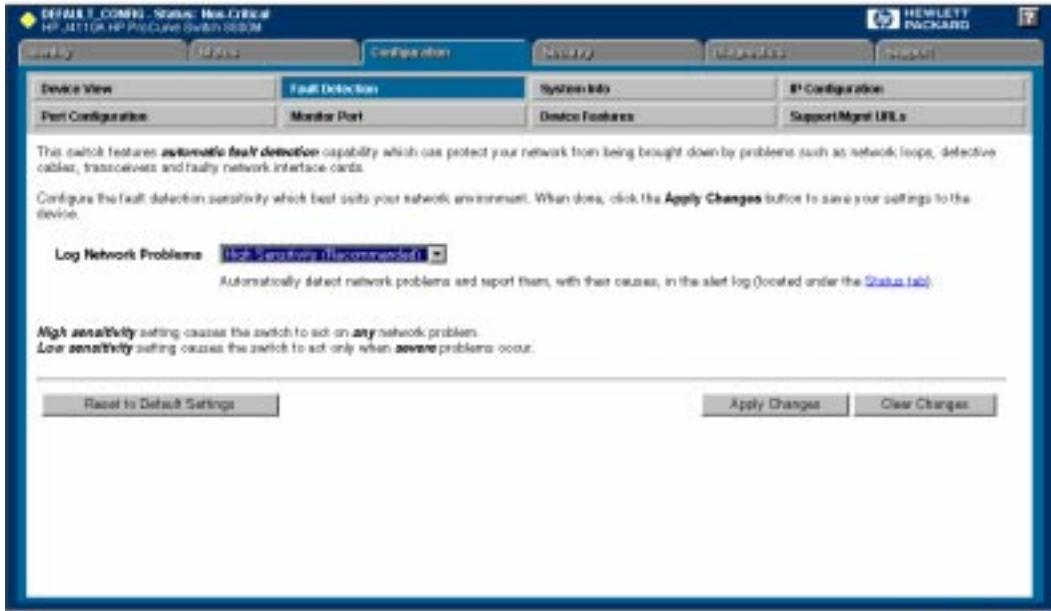 DEFAULT_CONFIG - Status: Non-Critical
HP J4110A HP ProCurve Switch 8000M
HEWLETT
PACKARD
?
Identity Status Configuration Security Diagnostics Support
Device View Fault Detection System Info IP Configuration
Port Configuration Monitor Port Device Features Support/Mgmt URLs
This switch features automatic fault detection capability which can protect your network from being brought down by problems such as network loops, defective
cables, transceivers and faulty network interface cards.
Configure the fault detection sensitivity which best suits your network environment. When done, click the Apply Changes button to save your settings to the
device.
Log Network Problems High Sensitivity (Recommended)
Automatically detect network problems and report them, with their causes, in the alert log (located under the Status tab).
High sensitivity setting causes the switch to act on any network problem.
Low sensitivity setting causes the switch to act only when severe problems occur.
Reset to Default Settings Apply Changes Clear Changes